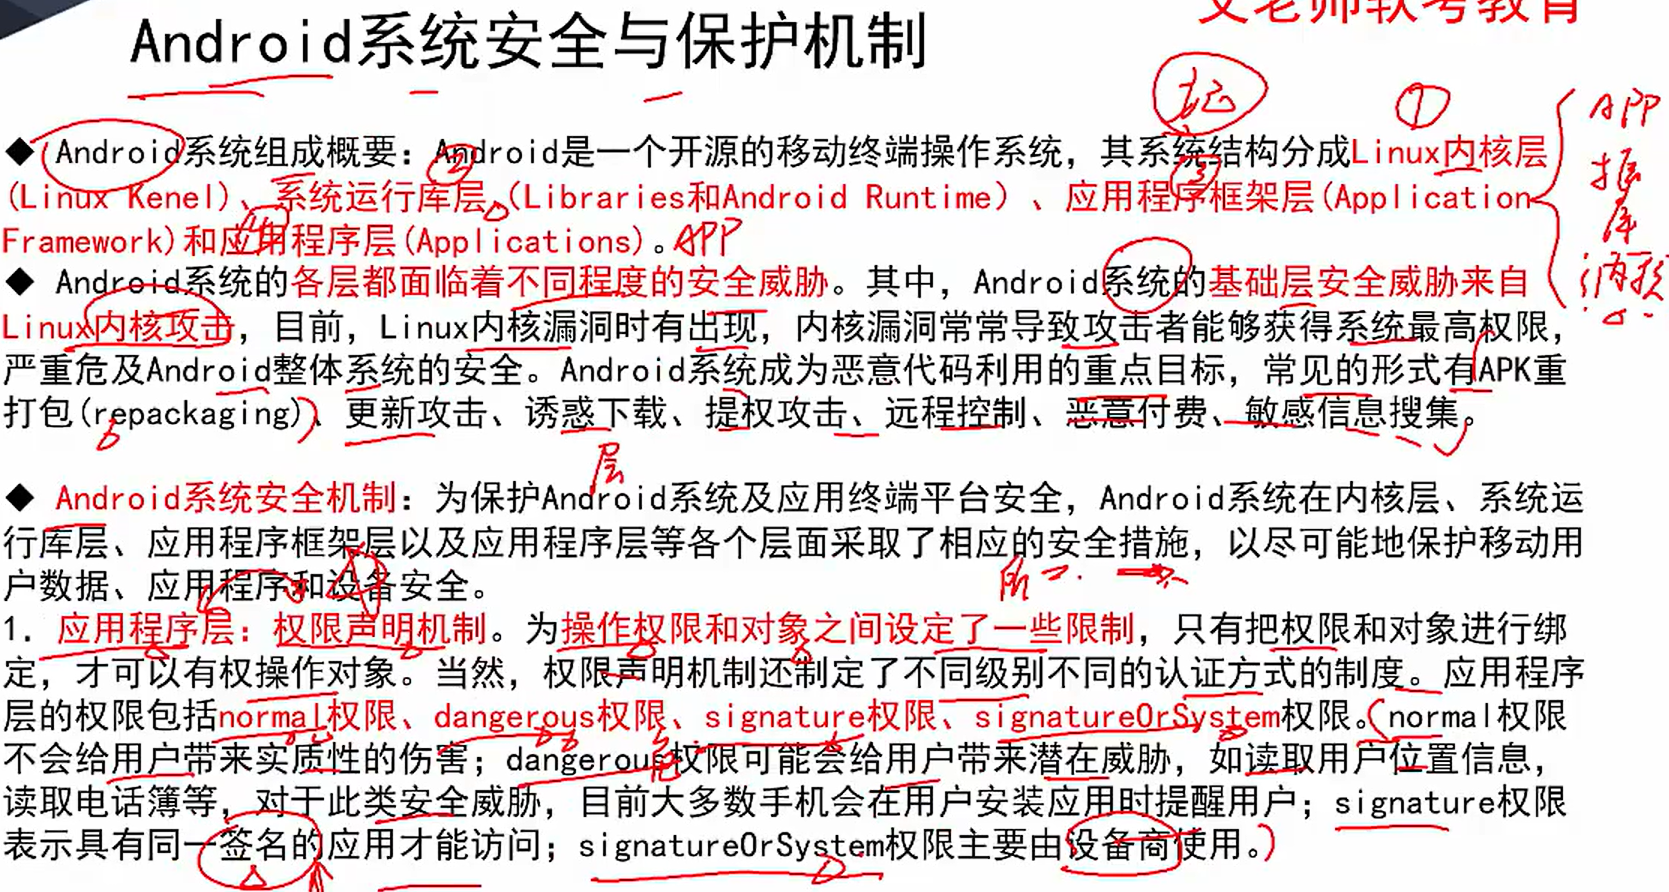 艾老师软考教育
Android系统安全与保护机制
①
APP
◆ Android系统组成概要：Android是一个开源的移动终端操作系统，其系统结构分成Linux内核层
(Linux Kenel)、系统运行库层 (Libraries和Android Runtime) 、应用程序框架层(Application
Framework)和应用程序层(Applications)。APP
②
③
④
框
库
内核
◆ Android系统的各层都面临着不同程度的安全威胁。其中，Android系统的基础层安全威胁来自
Linux内核攻击，目前，Linux内核漏洞时有出现，内核漏洞常常导致攻击者能够获得系统最高权限，
严重危及Android整体系统的安全。Android系统成为恶意代码利用的重点目标，常见的形式有APK重
打包(repackaging)、更新攻击、诱惑下载、提权攻击、远程控制、恶意付费、敏感信息搜集。
层
◆ Android系统安全机制：为保护Android系统及应用终端平台安全，Android系统在内核层、系统运
行库层、应用程序框架层以及应用程序层等各个层面采取了相应的安全措施，以尽可能地保护移动用
户数据、应用程序和设备安全。
1. 应用程序层：权限声明机制。为操作权限和对象之间设定了一些限制，只有把权限和对象进行绑
定，才可以有权操作对象。当然，权限声明机制还制定了不同级别不同的认证方式的制度。应用程序
层的权限包括normal权限、dangerous权限、signature权限、signatureOrSystem权限。normal权限
不会给用户带来实质性的伤害；dangerous权限可能会给用户带来潜在威胁，如读取用户位置信息，
读取电话簿等，对于此类安全威胁，目前大多数手机会在用户安装应用时提醒用户；signature权限
表示具有同一签名的应用才能访问；signatureOrSystem权限主要由设备商使用。